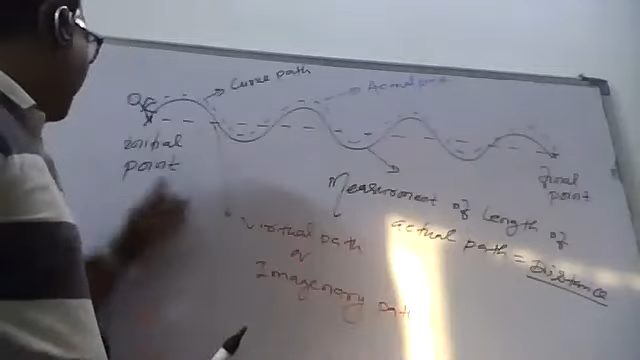 Curve path
Actual path
initial
point
final
point
Measurment of Length of
actual path = Distance
Virtual path
or
Imagenary path